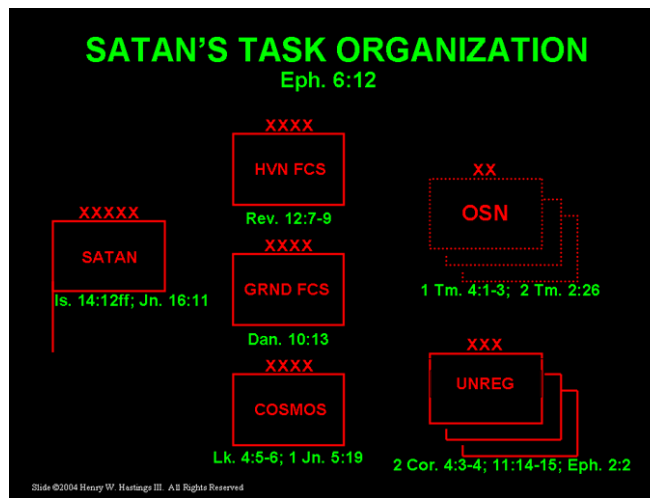 SATAN'S TASK ORGANIZATION
Eph. 6:12
XXXXX
SATAN
Is. 14:12ff; Jn. 16:11
XXXX
HVN FCS
Rev. 12:7-9
XXXX
GRND FCS
Dan. 10:13
XXXX
COSMOS
Lk. 4:5-6; 1 Jn. 5:19
XX
OSN
1 Tm. 4:1-3; 2 Tm. 2:26
XXX
UNREG
2 Cor. 4:3-4; 11:14-15; Eph. 2:2
Slide ©2004 Henry W. Hastings III. All Rights Reserved